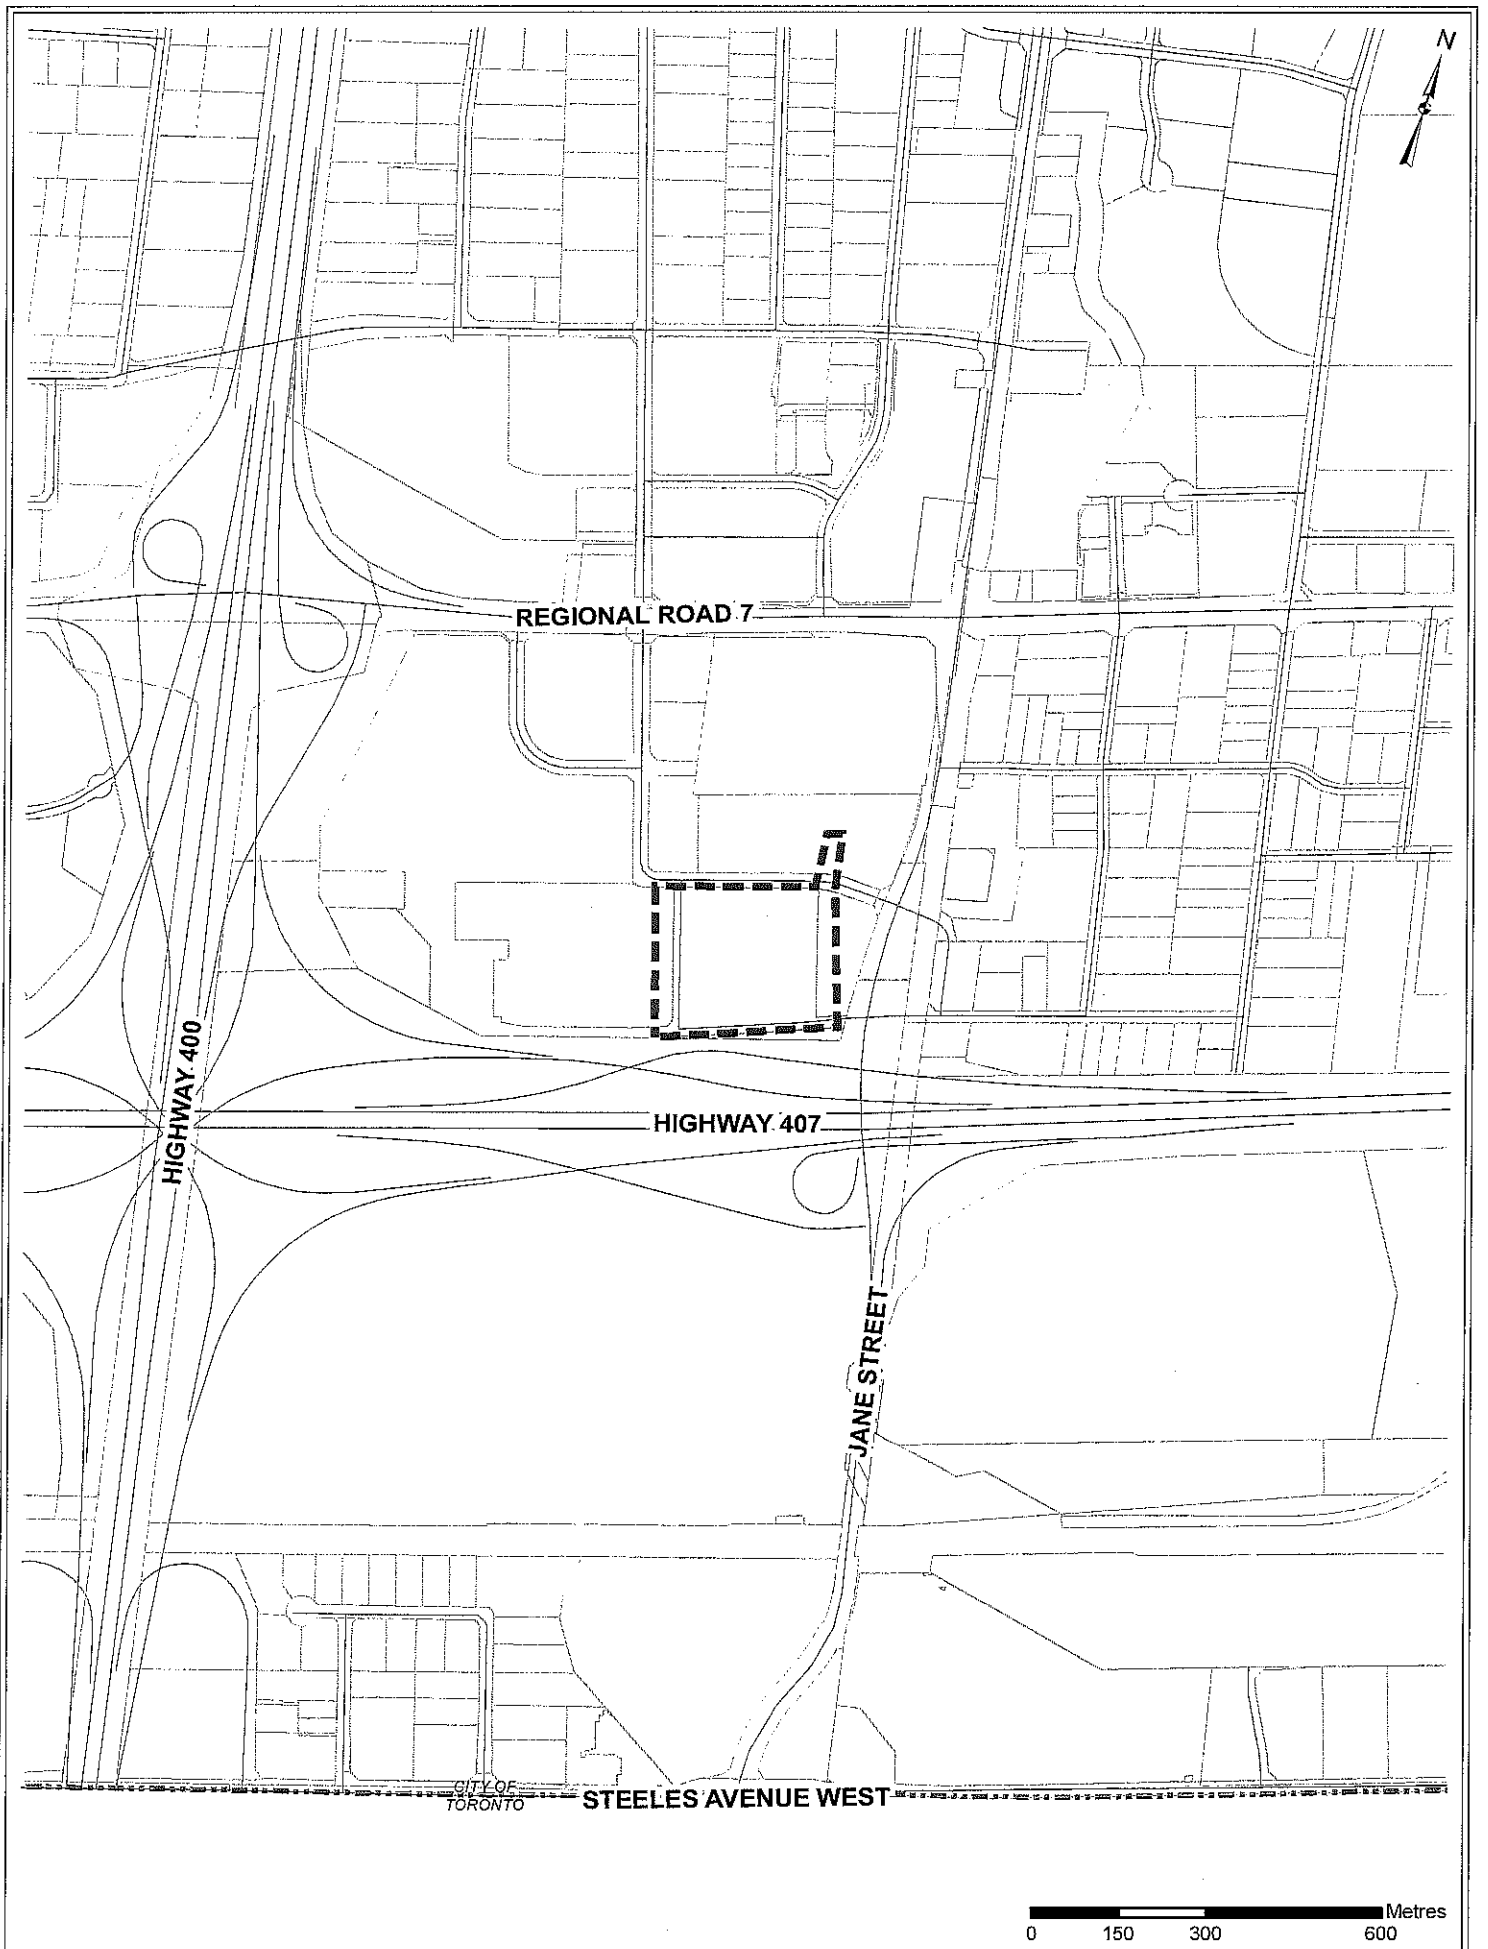 N
REGIONAL ROAD 7
HIGHWAY 400
HIGHWAY 407
JANE STREET
CITY OF
TORONTO
STEELES AVENUE WEST
Metres
0 150 300 600